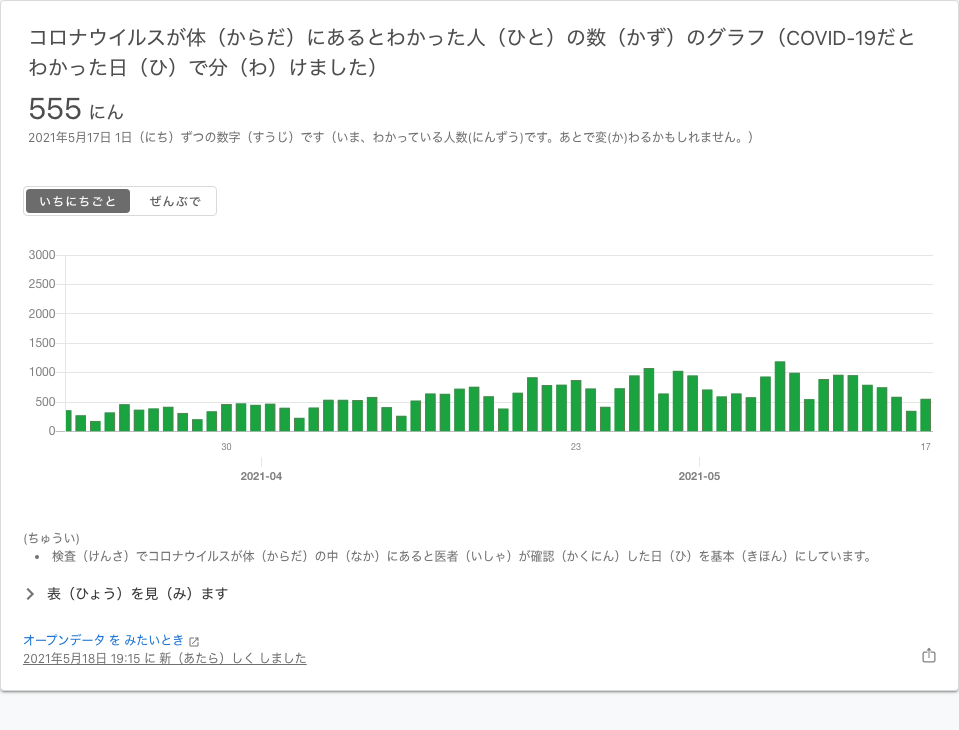 コロナウイルスが体（からだ）にあるとわかった人（ひと）の数（かず）のグラフ（COVID-19だと
わかった日（ひ）で分（わ）けました）
555 にん
2021年5月17日 1日（にち）ずつの数字（すうじ）です（いま、わかっている人数(にんずう)です。あとで変(か)わるかもしれません。）
いちにちごと ぜんぶで
3000
2500
2000
1500
1000
500
0
30 23 17
2021-04 2021-05
(ちゅうい)
• 検査（けんさ）でコロナウイルスが体（からだ）の中（なか）にあると医者（いしゃ）が確認（かくにん）した日（ひ）を基本（きほん）にしています。
表（ひょう）を見（み）ます
オープンデータ を みたいとき
2021年5月18日 19:15 に 新（あたら）しく しました